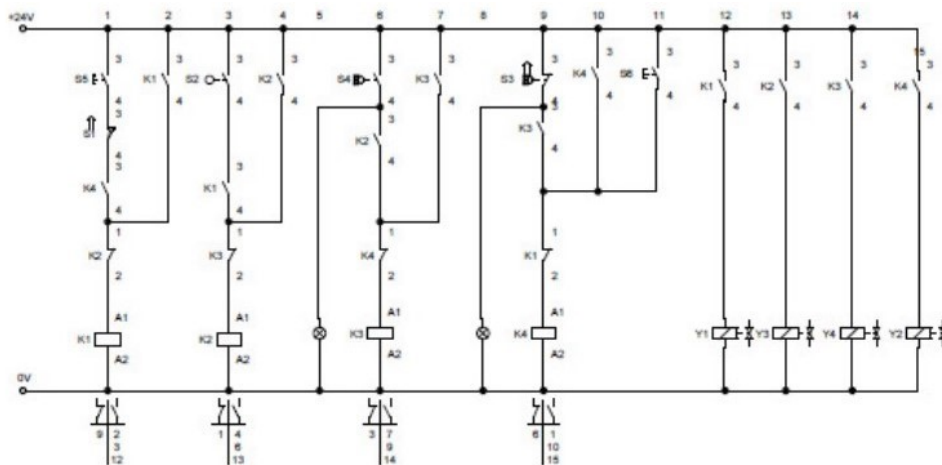 1 2 3 4 5 6 7 8 9 10 11 12 13 14
+24V
15
3 3 3 3 3 3 3 3 3 3 3 3 3 3
S5 K1 S2 K2 S4 K3 S3 K4 S6 K1 K2 K3 K4
4 4 4 4 4 4 4 4 4 4 4 4 4
3 3 3
S1 K2 K3
4 4 4
3 3
K4 K1
4 4
1 1 1 1
K2 K3 K4 K1
2 2 2 2
A1 A1 A1 A1
K1 K2 K3 K4 Y1 Y3 Y4 Y2
A2 A2 A2 A2
0V
9 2 1 4 3 7 6 1
3 6 9 10
12 13 14 15